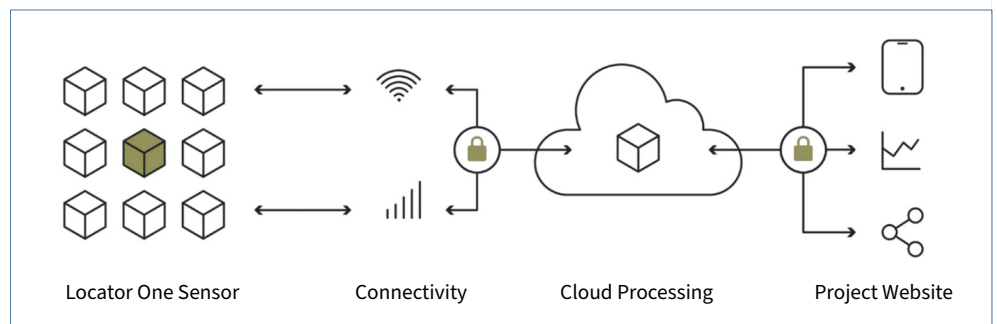 Locator One Sensor
Connectivity
Cloud Processing
Project Website